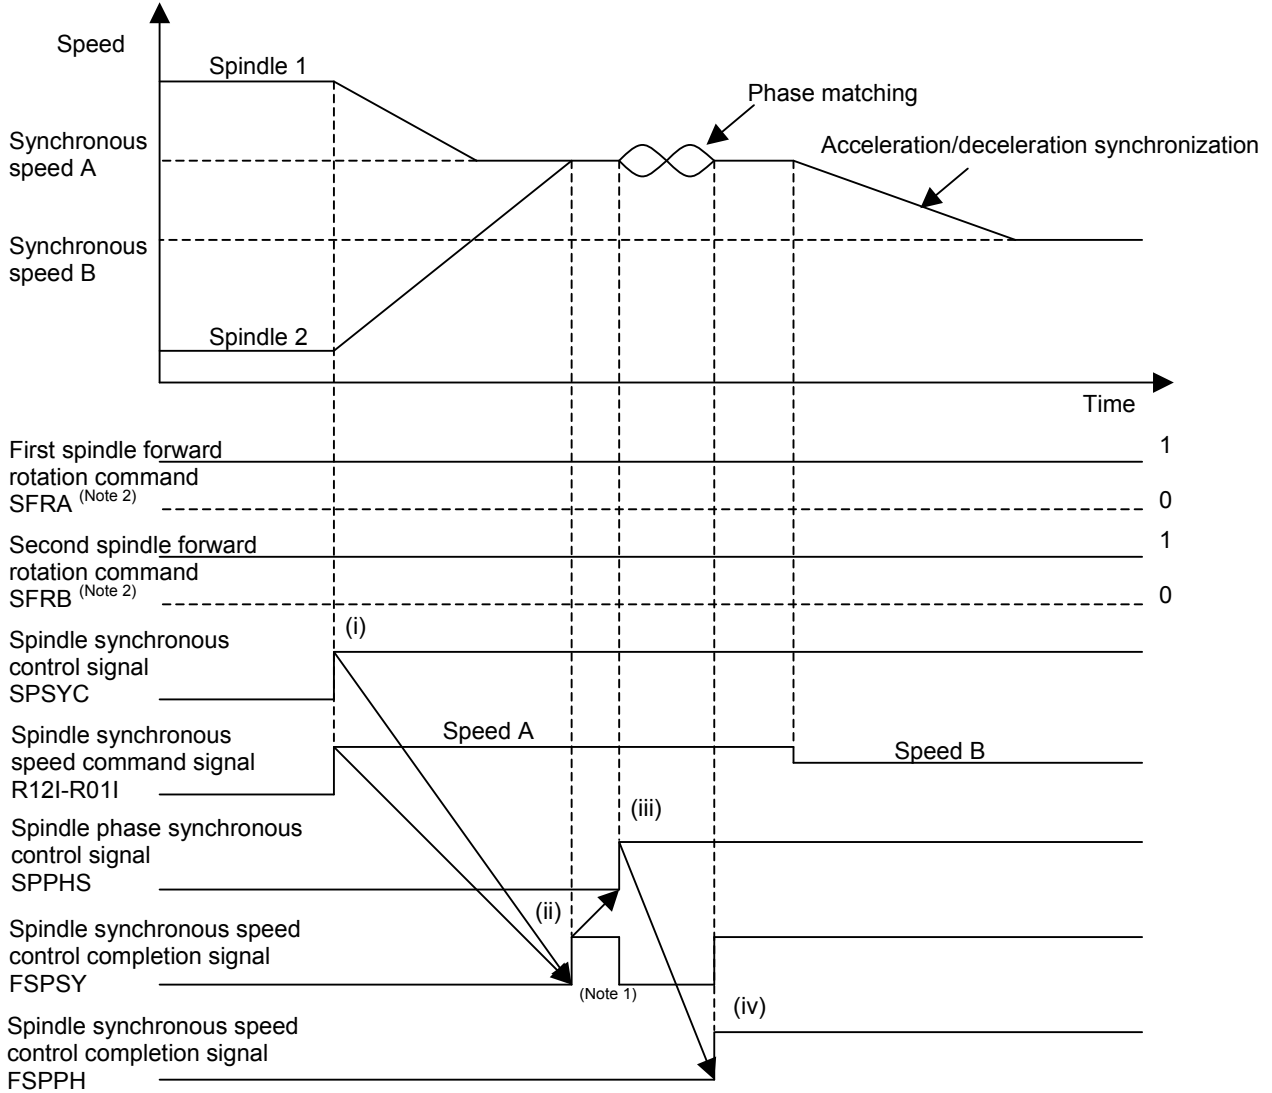 Speed
Spindle 1
Phase matching
Synchronous
speed A
Acceleration/deceleration synchronization
Synchronous
speed B
Spindle 2
Time
First spindle forward
rotation command
SFRA (Note 2)
1
0
Second spindle forward
rotation command
SFRB (Note 2)
1
0
Spindle synchronous
control signal
SPSYC
(i)
Spindle synchronous
speed command signal
R12I-R01I
Speed A
Speed B
Spindle phase synchronous
control signal
SPPHS
(iii)
Spindle synchronous speed
control completion signal
FSPSY
(ii)
(Note 1)
Spindle synchronous speed
control completion signal
FSPPH
(iv)